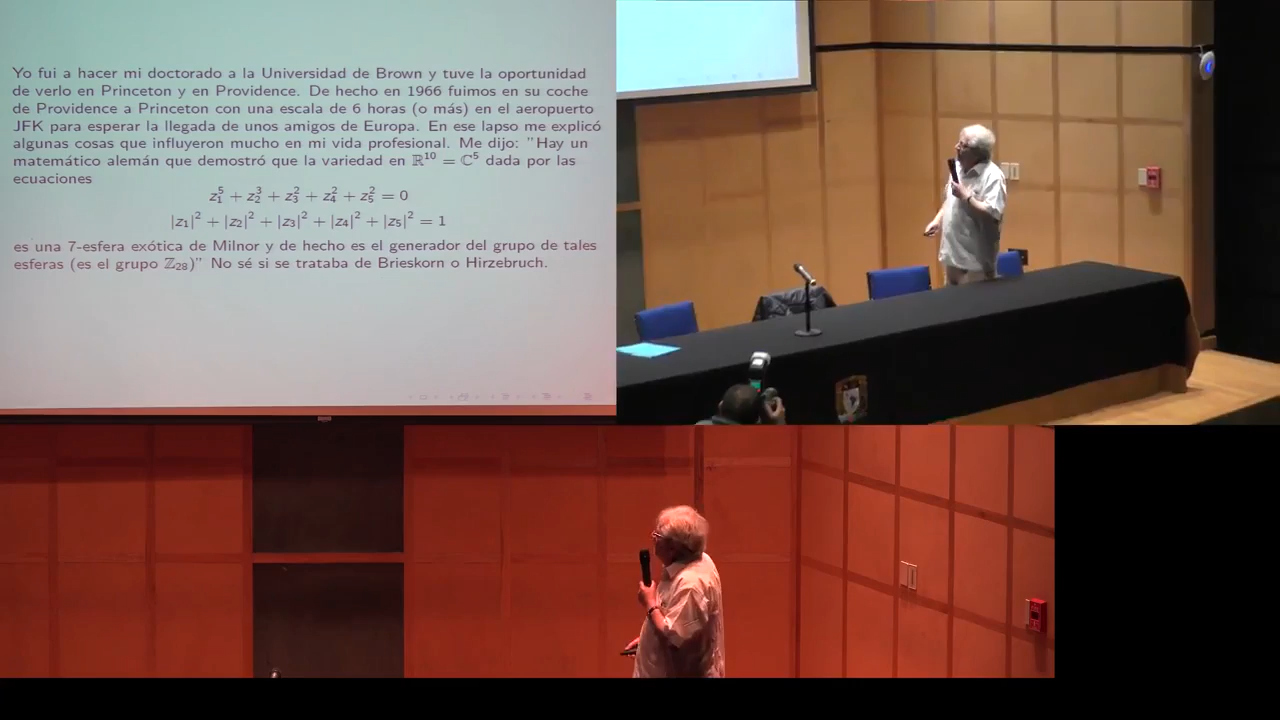 Yo fui a hacer mi doctorado a la Universidad de Brown y tuve la oportunidad
de verlo en Princeton y en Providence. De hecho en 1966 fuimos en su coche
de Providence a Princeton con una escala de 6 horas (o más) en el aeropuerto
JFK para esperar la llegada de unos amigos de Europa. En ese lapso me explicó
algunas cosas que influyeron mucho en mi vida profesional. Me dijo: "Hay un
matemático alemán que demostró que la variedad en ℝ¹⁰ = ℂ⁵ dada por las
ecuaciones
z₁⁵ + z₂³ + z₃² + z₄² + z₅² = 0
|z₁|² + |z₂|² + |z₃|² + |z₄|² + |z₅|² = 1
es una 7-esfera exótica de Milnor y de hecho es el generador del grupo de tales
esferas (es el grupo ℤ₂₈)" No sé si se trataba de Brieskorn o Hirzebruch.